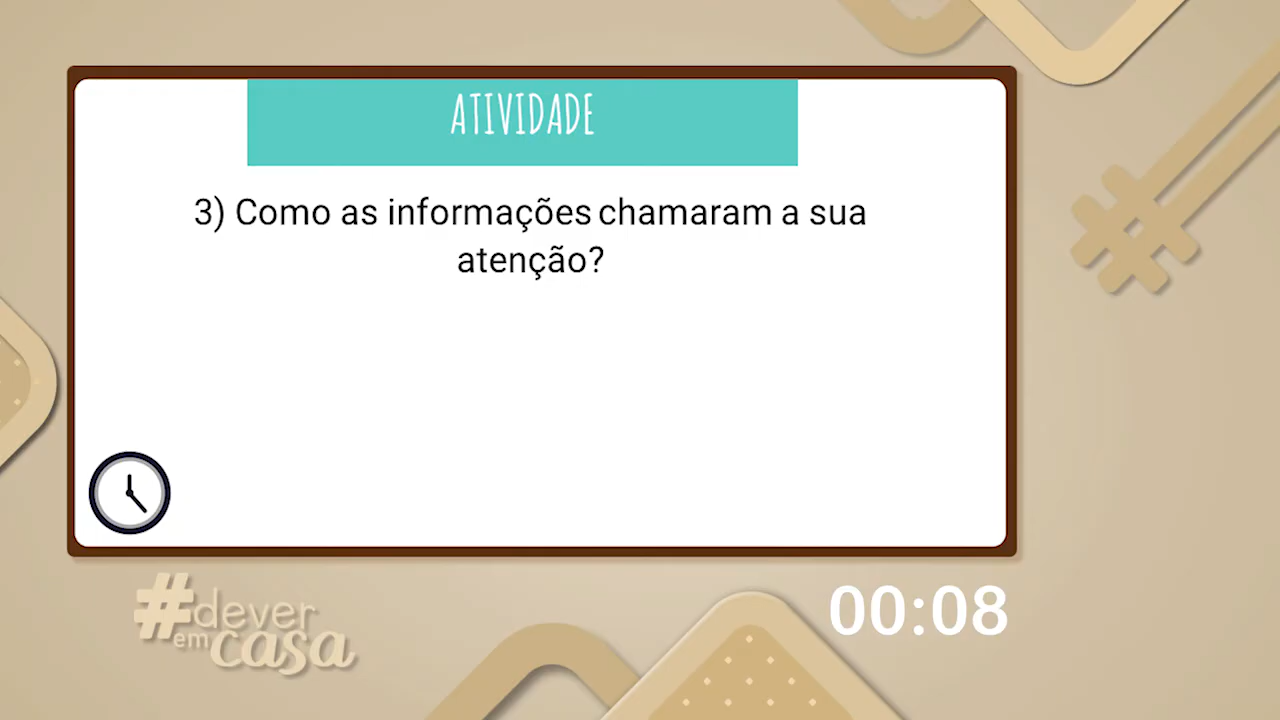 ATIVIDADE
3) Como as informações chamaram a sua
atenção?
#dever
em casa
00:08